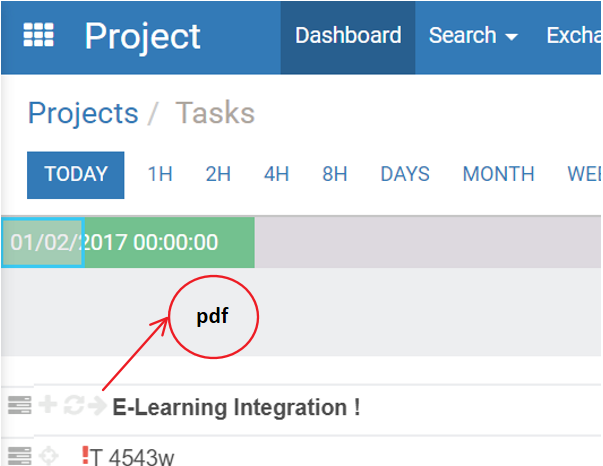 Project Dashboard Search Excha
Projects / Tasks
TODAY 1H 2H 4H 8H DAYS MONTH WEE
01/02/2017 00:00:00
pdf
E-Learning Integration !
!T 4543w